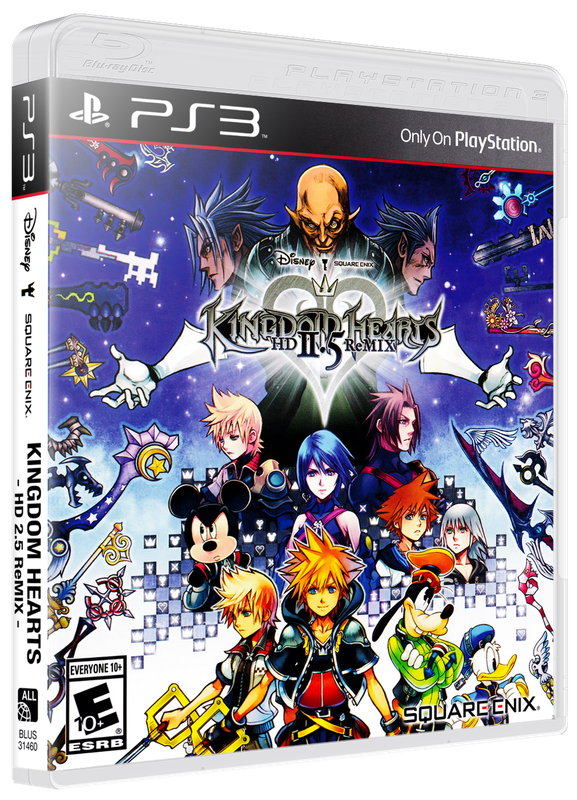 Blu-ray Disc
PLAYSTATION 3
PS3
PS3™
Only On PlayStation®
Disney
SQUARE ENIX
KINGDOM HEARTS
HD II.5 ReMIX
Disney
SQUARE ENIX.
KINGDOM HEARTS
- HD 2.5 ReMIX -
ALL
BLUS
31460
EVERYONE 10+
E
10+
ESRB
SQUARE ENIX®